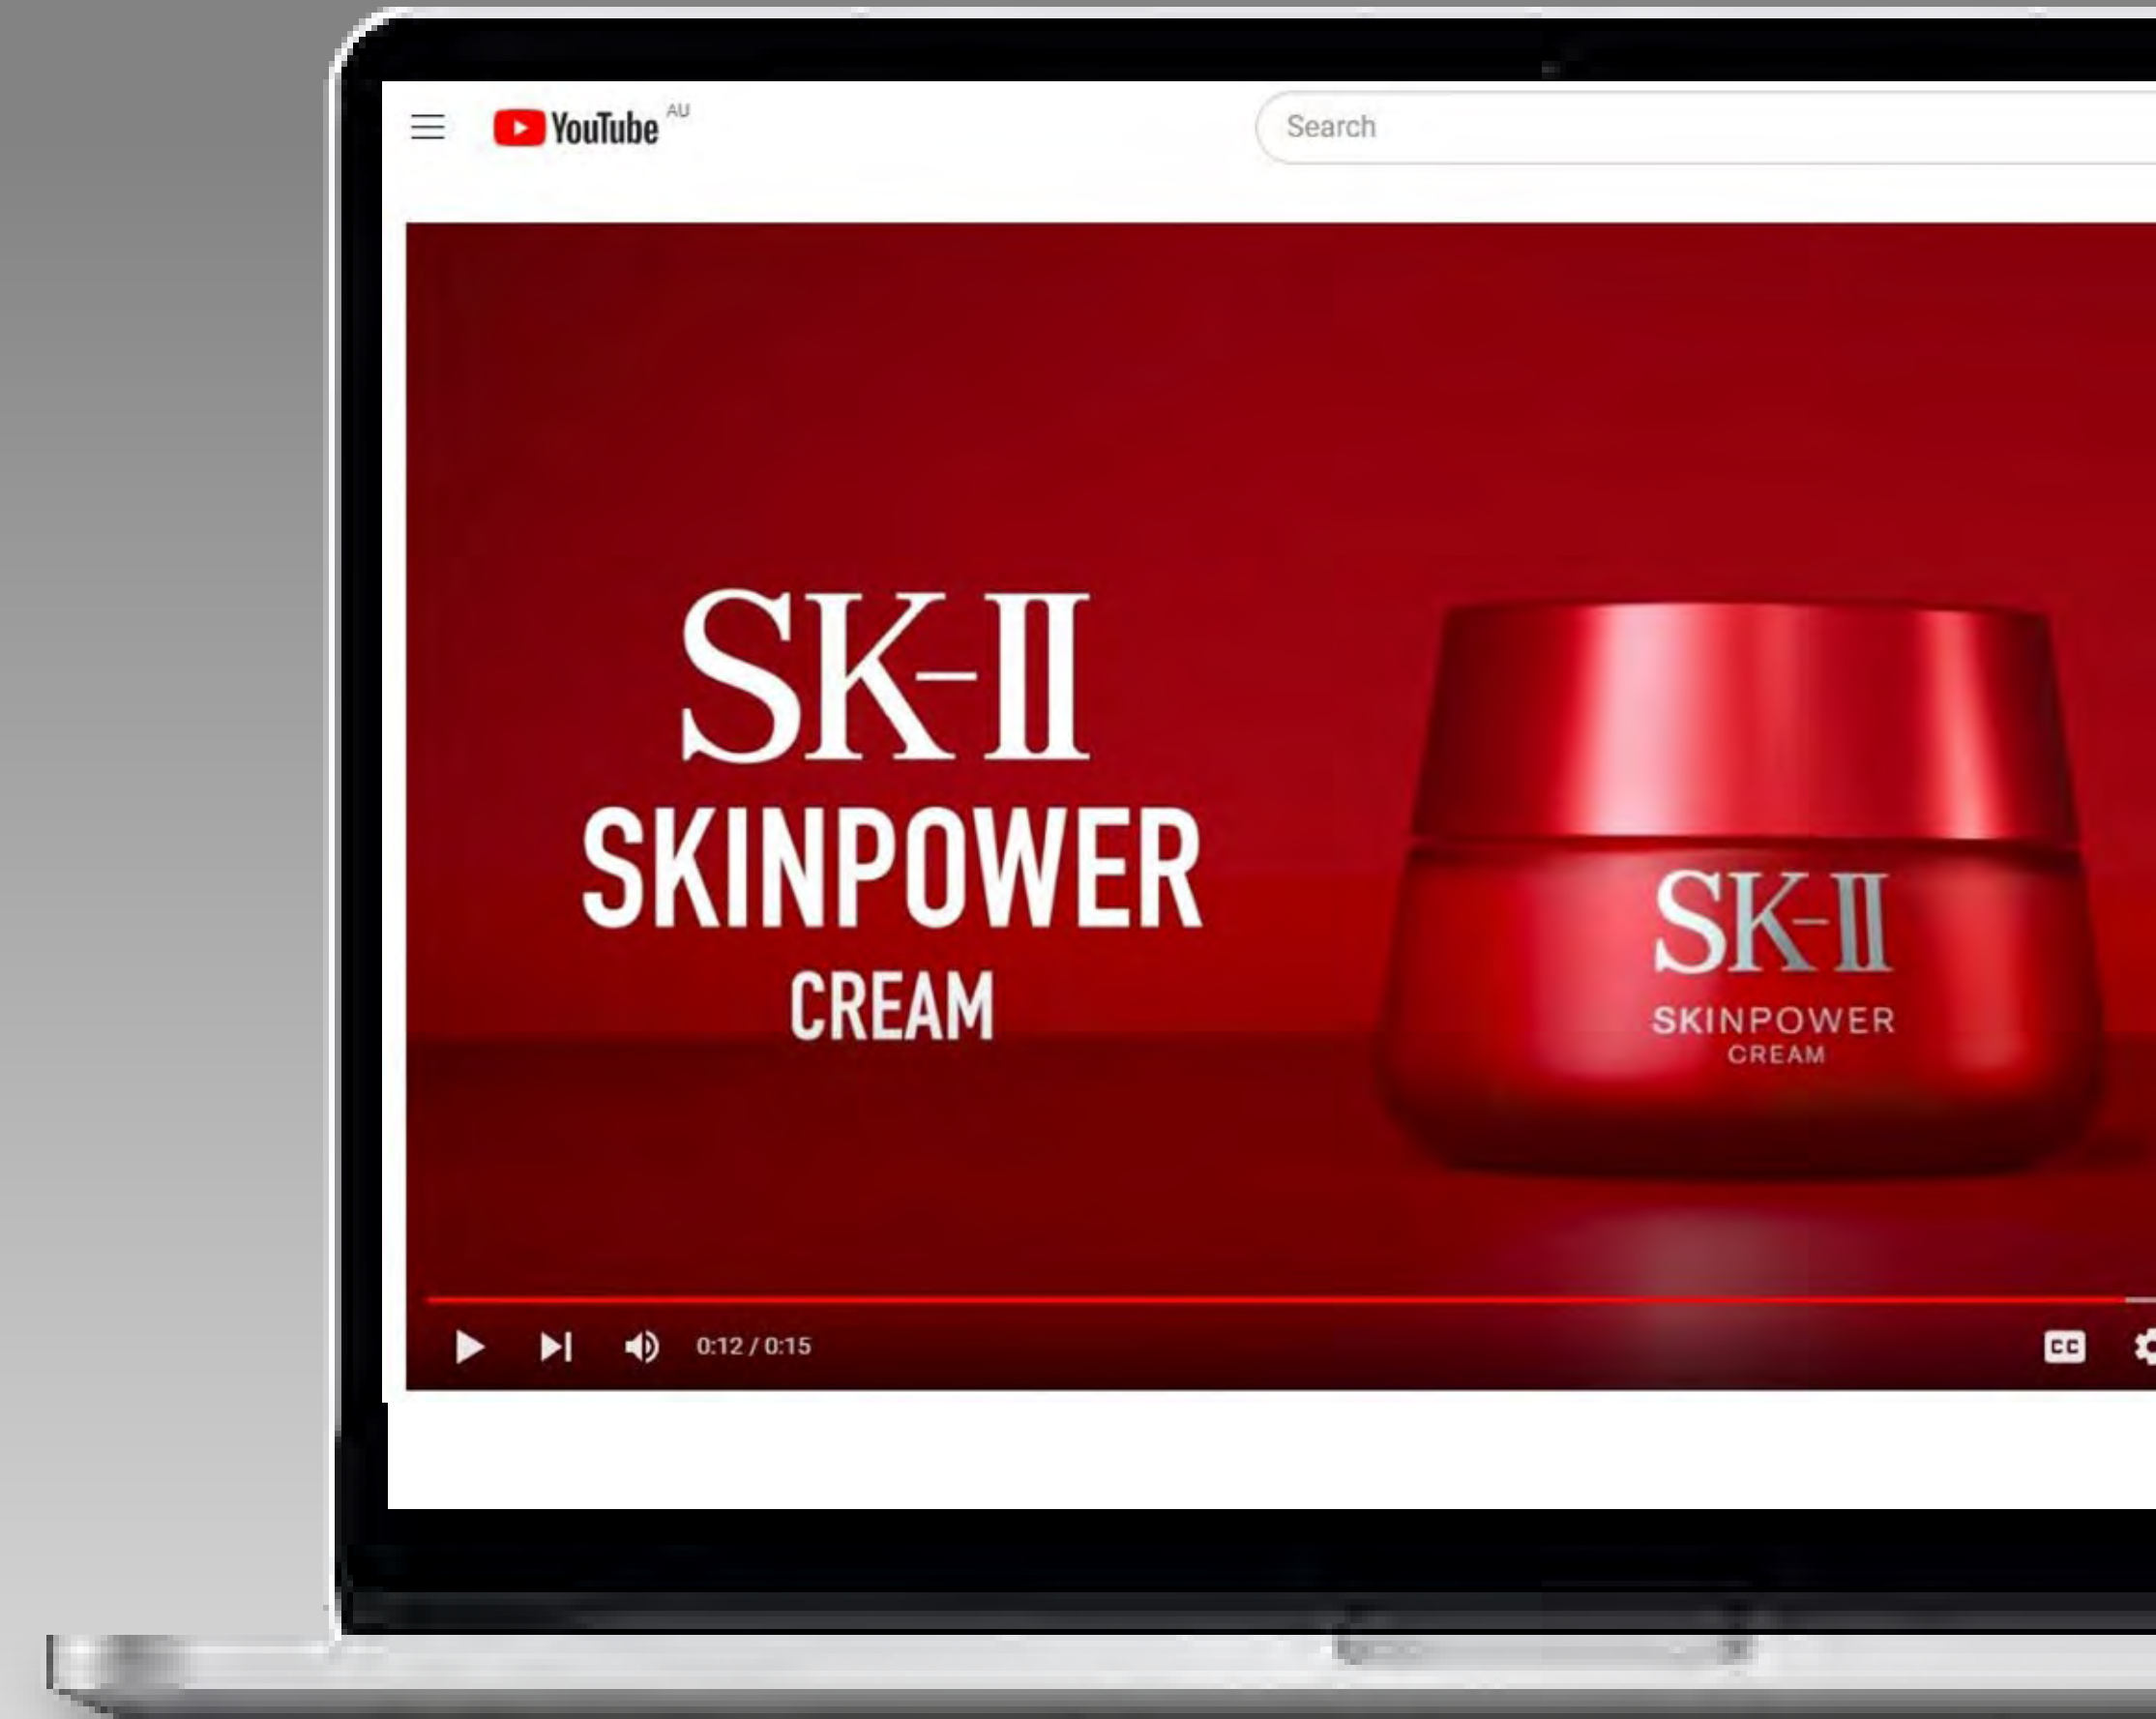 YouTube AU
Search
SK-II
SKINPOWER
CREAM
SK-II
SKINPOWER
CREAM
0:12 / 0:15
CC